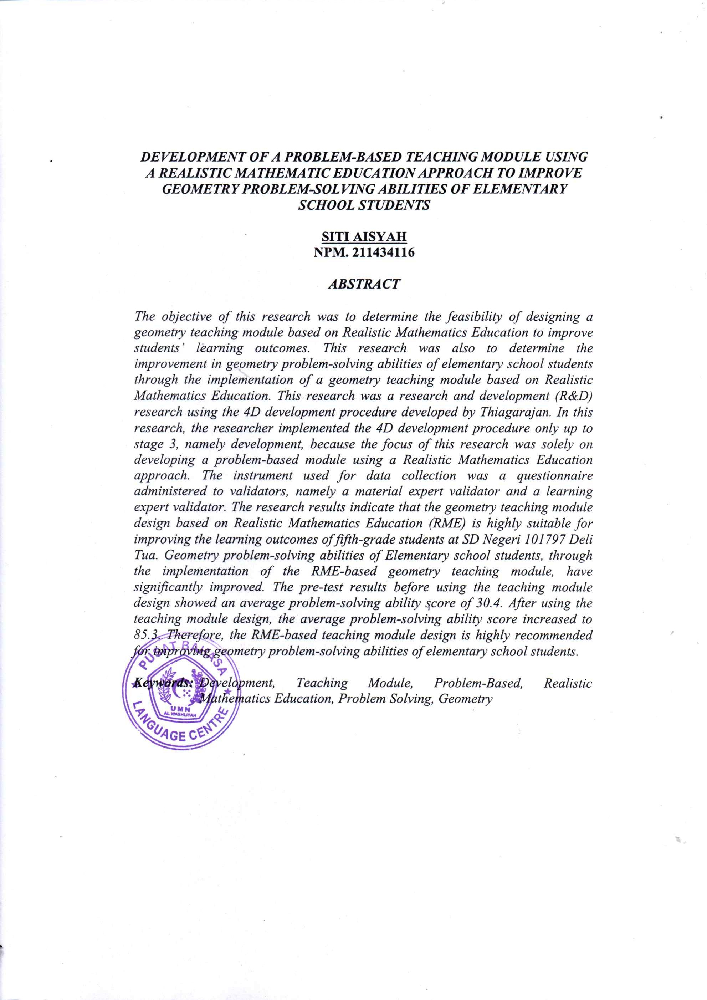 DEVELOPMENT OF A PROBLEM-BASED TEACHING MODULE USING
A REALISTIC MATHEMATIC EDUCATION APPROACH TO IMPROVE
GEOMETRY PROBLEM-SOLVING ABILITIES OF ELEMENTARY
SCHOOL STUDENTS
SITI AISYAH
NPM. 211434116
ABSTRACT
The objective of this research was to determine the feasibility of designing a
geometry teaching module based on Realistic Mathematics Education to improve
students' learning outcomes. This research was also to determine the
improvement in geometry problem-solving abilities of elementary school students
through the implementation of a geometry teaching module based on Realistic
Mathematics Education. This research was a research and development (R&D)
research using the 4D development procedure developed by Thiagarajan. In this
research, the researcher implemented the 4D development procedure only up to
stage 3, namely development, because the focus of this research was solely on
developing a problem-based module using a Realistic Mathematics Education
approach. The instrument used for data collection was a questionnaire
administered to validators, namely a material expert validator and a learning
expert validator. The research results indicate that the geometry teaching module
design based on Realistic Mathematics Education (RME) is highly suitable for
improving the learning outcomes of fifth-grade students at SD Negeri 101797 Deli
Tua. Geometry problem-solving abilities of Elementary school students, through
the implementation of the RME-based geometry teaching module, have
significantly improved. The pre-test results before using the teaching module
design showed an average problem-solving ability score of 30.4. After using the
teaching module design, the average problem-solving ability score increased to
85.3. Therefore, the RME-based teaching module design is highly recommended
for improving geometry problem-solving abilities of elementary school students.
Keywords: Development, Teaching Module, Problem-Based, Realistic
Mathematics Education, Problem Solving, Geometry
PUSAT BAHASA
UMN
AL WASHLIYAH
LANGUAGE CENTRE